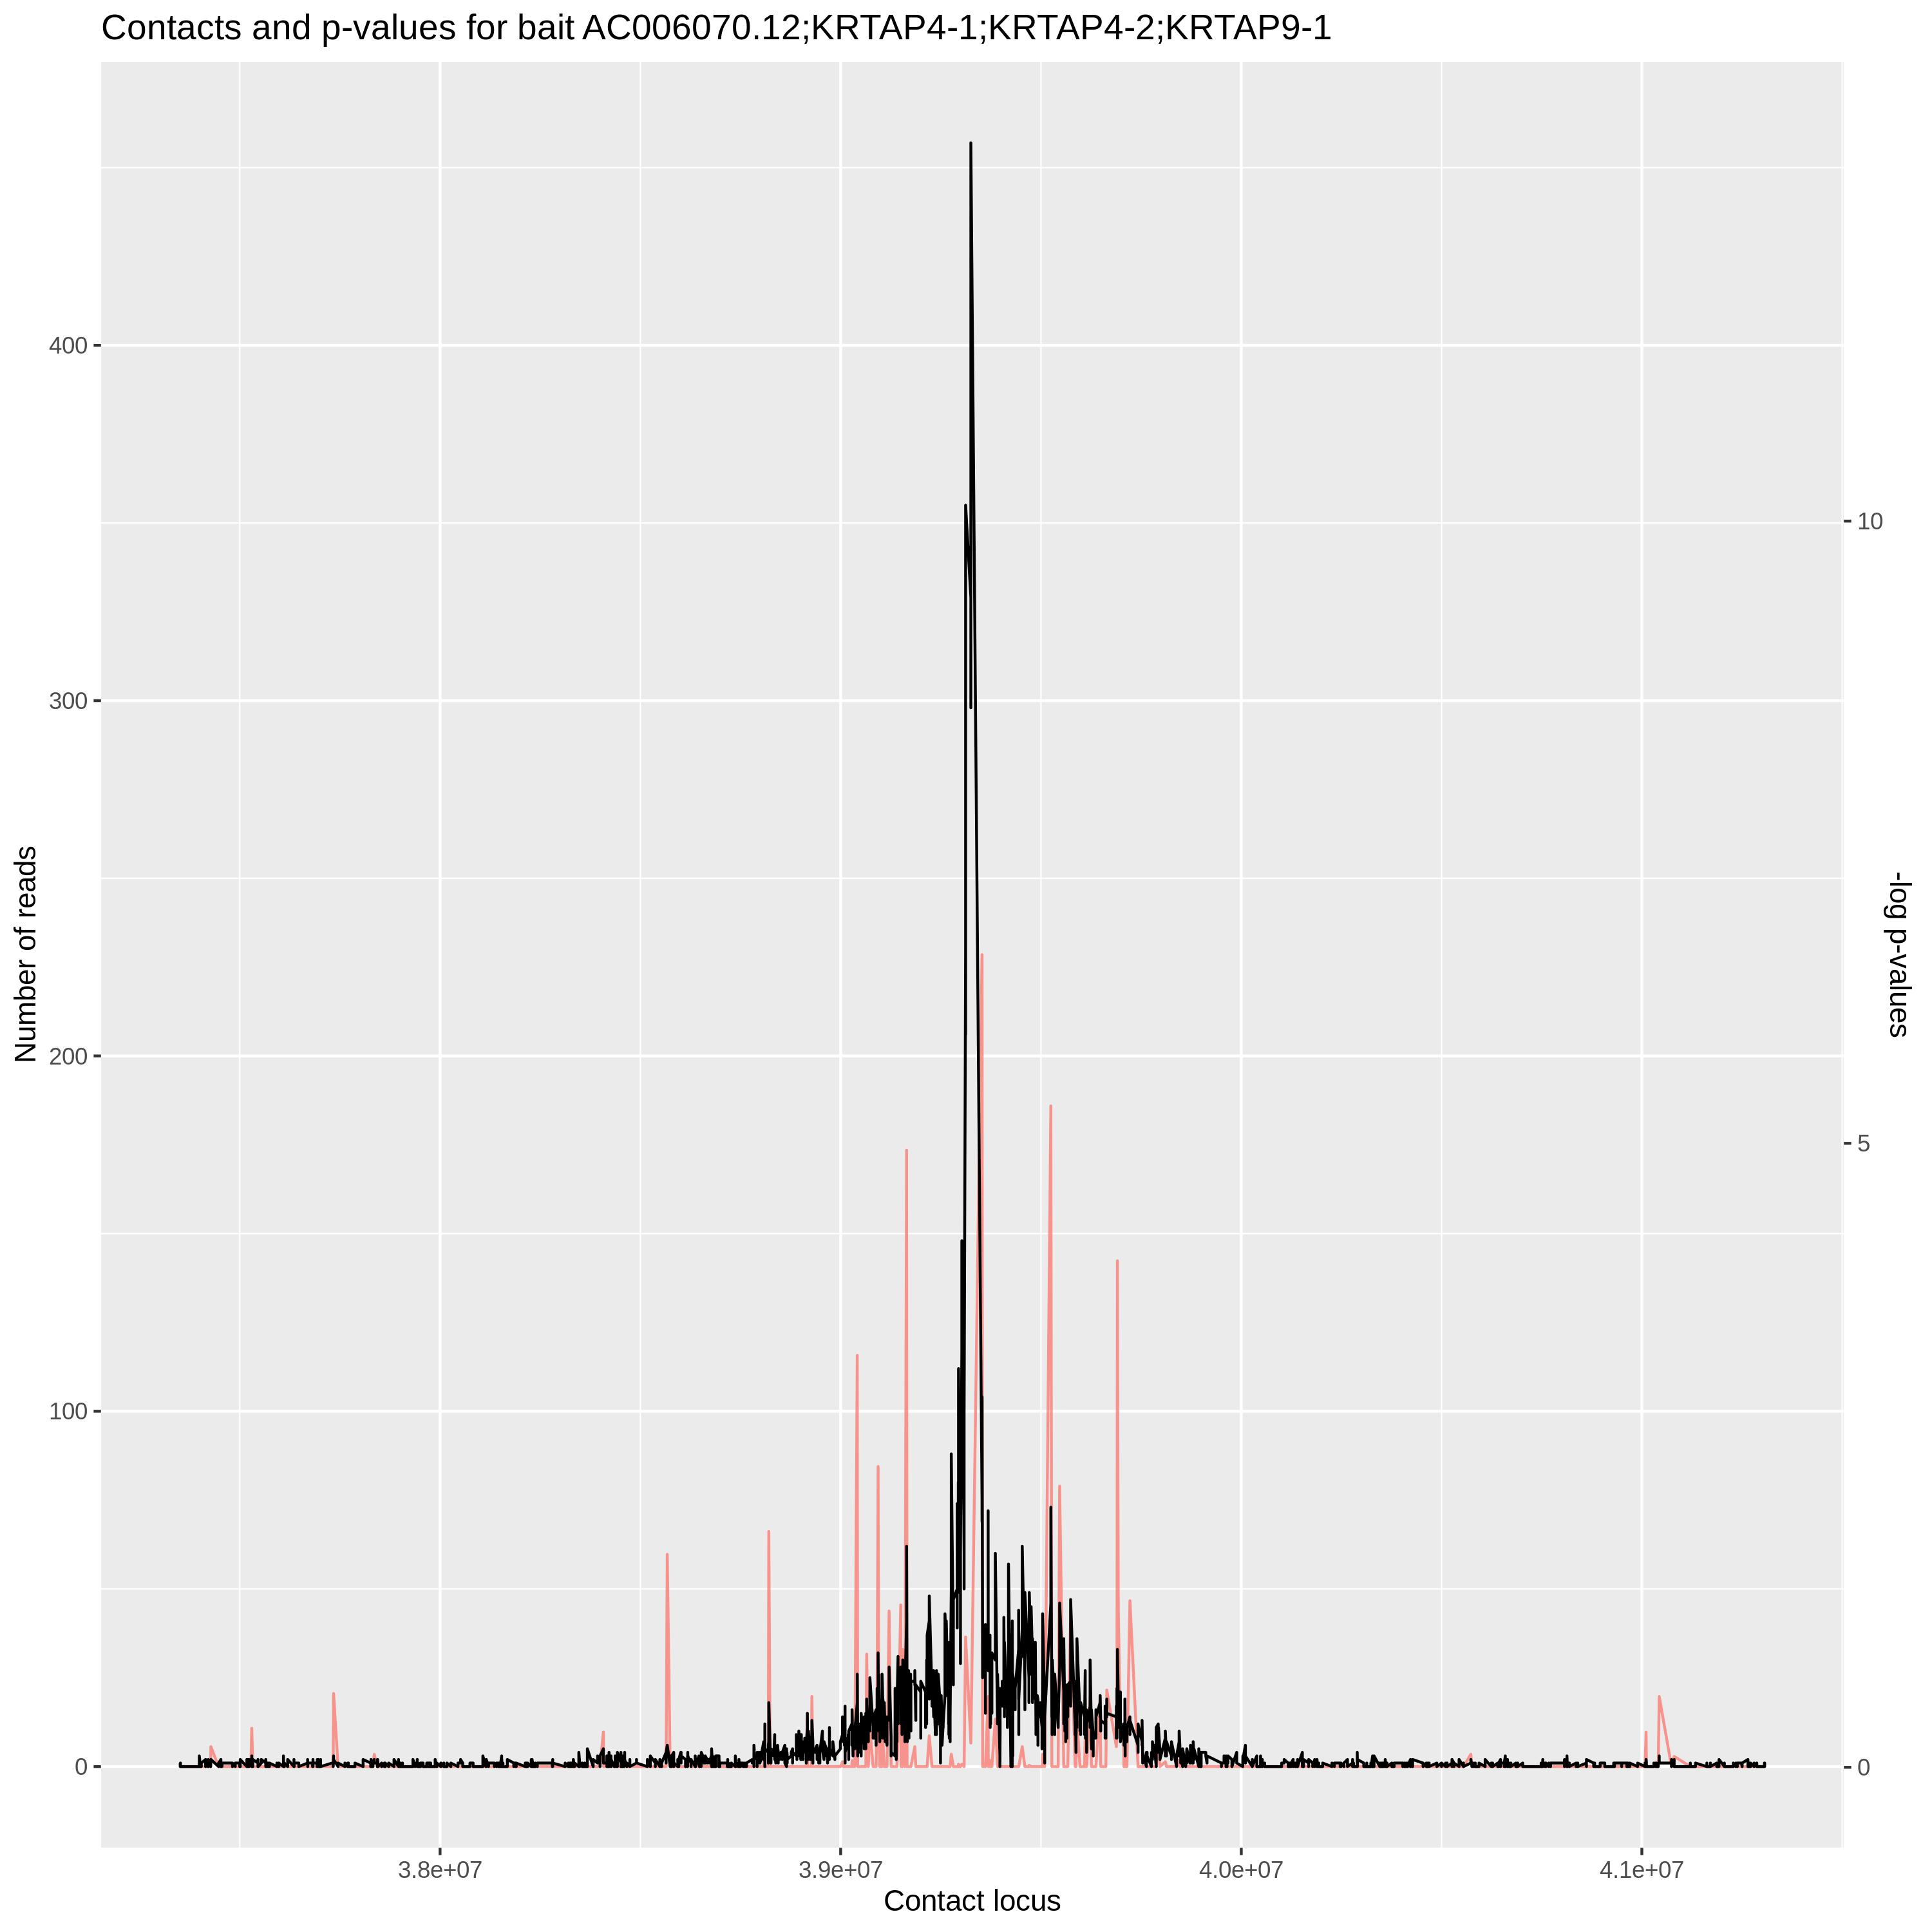 Contacts and p-values for bait AC006070.12;KRTAP4-1;KRTAP4-2;KRTAP9-1
Number of reads
400
300
200
100
0
10
5
0
-log p-values
3.8e+07
3.9e+07
4.0e+07
4.1e+07
Contact locus